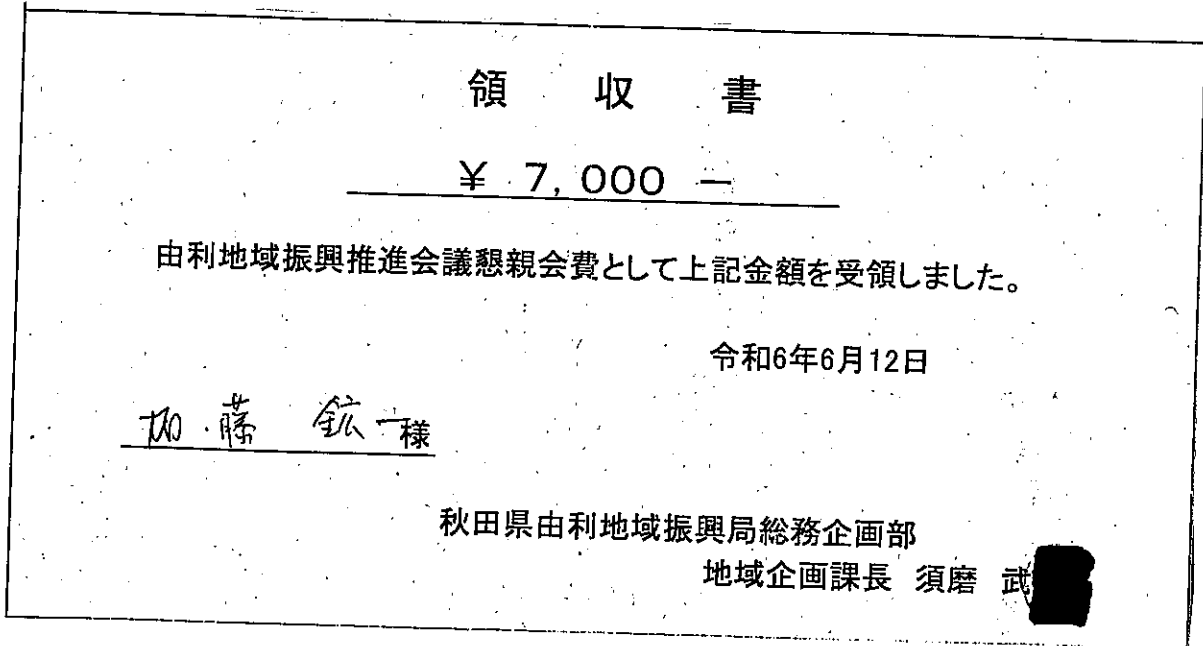 領 収 書
¥ 7,000 −
由利地域振興推進会議懇親会費として上記金額を受領しました。
令和6年6月12日
加藤 鉱一様
秋田県由利地域振興局総務企画部
地域企画課長 須磨 武